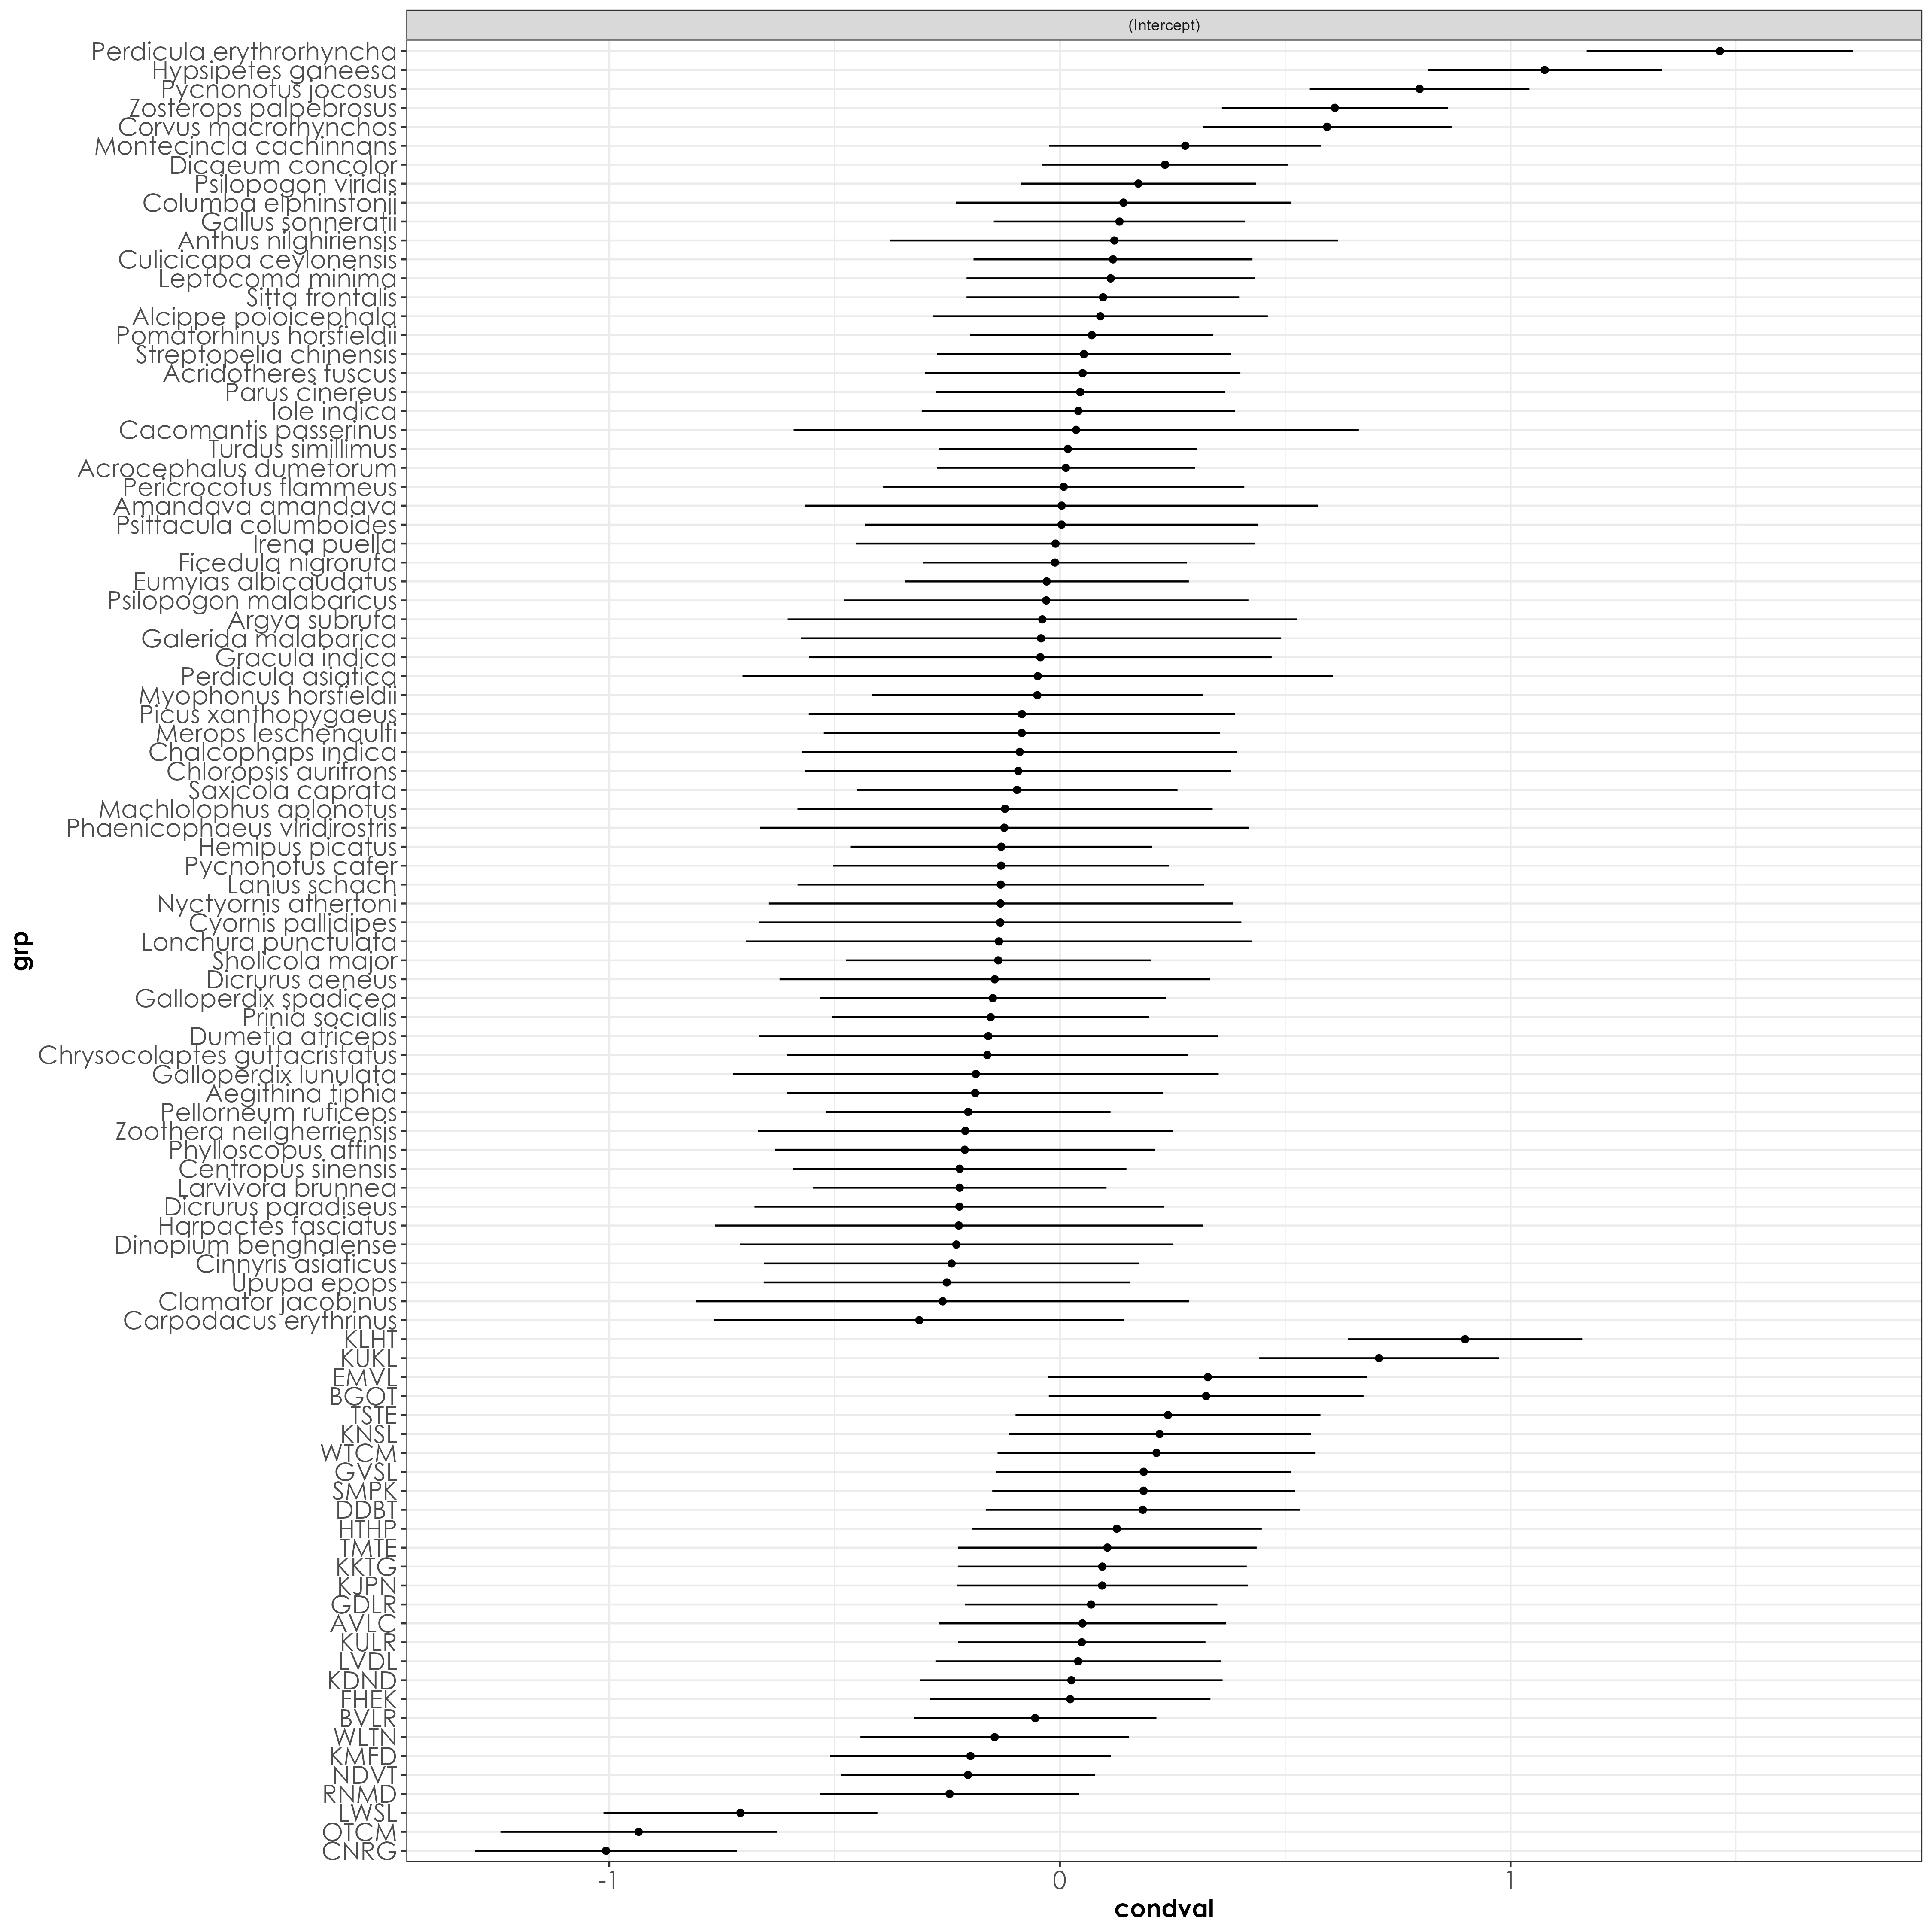 (Intercept)
Perdicula erythrorhyncha
Hypsipetes ganeesa
Pycnonotus jocosus
Zosterops palpebrosus
Corvus macrorhynchos
Montecincla cachinnans
Dicaeum concolor
Psilopogon viridis
Columba elphinstonii
Gallus sonneratii
Anthus nilghiriensis
Culicicapa ceylonensis
Leptocoma minima
Sitta frontalis
Alcippe poioicephala
Pomatorhinus horsfieldii
Streptopelia chinensis
Acridotheres fuscus
Parus cinereus
Iole indica
Cacomantis passerinus
Turdus simillimus
Acrocephalus dumetorum
Pericrocotus flammeus
Amandava amandava
Psittacula columboides
Irena puella
Ficedula nigrorufa
Eumyias albicaudatus
Psilopogon malabaricus
Argya subrufa
Galerida malabarica
Gracula indica
Perdicula asiatica
Myophonus horsfieldii
Picus xanthopygaeus
Merops leschenaulti
Chalcophaps indica
Chloropsis aurifrons
Saxicola caprata
Machlolophus aplonotus
Phaenicophaeus viridirostris
Hemipus picatus
Pycnonotus cafer
Lanius schach
Nyctyornis athertoni
Cyornis pallidipes
Lonchura punctulata
Sholicola major
Dicrurus aeneus
Galloperdix spadicea
Prinia socialis
Dumetia atriceps
Chrysocolaptes guttacristatus
Galloperdix lunulata
Aegithina tiphia
Pellorneum ruficeps
Zoothera neilgherriensis
Phylloscopus affinis
Centropus sinensis
Larvivora brunnea
Dicrurus paradiseus
Harpactes fasciatus
Dinopium benghalense
Cinnyris asiaticus
Upupa epops
Clamator jacobinus
Carpodacus erythrinus
KLHT
KUKL
EMVL
BGOT
TSTE
KNSL
WTCM
GVSL
SMPK
DDBT
HTHP
TMTE
KKTG
KJPN
GDLR
AVLC
KULR
LVDL
KDND
FHEK
BVLR
WLTN
KMFD
NDVT
RNMD
LWSL
OTCM
CNRG
grp
-1 0 1
condval